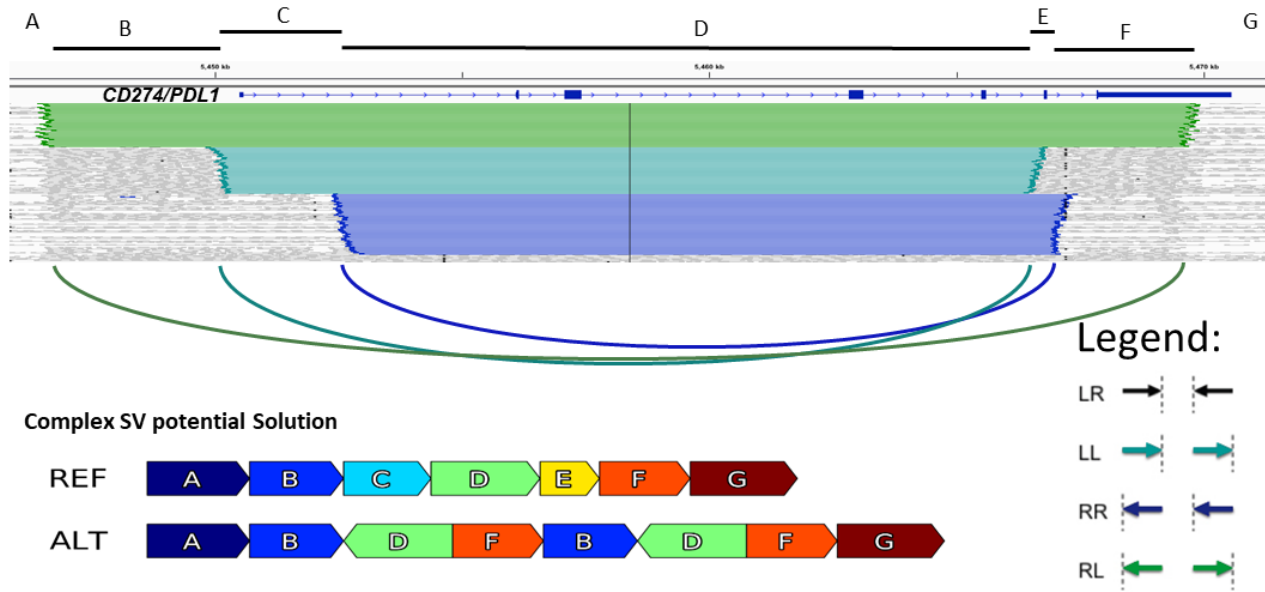 A B C D E F G
5,450 kb 5,460 kb 5,470 kb
CD274/PDL1
Legend:
LR
LL
RR
RL
Complex SV potential Solution
REF A B C D E F G
ALT A B D F B D F G